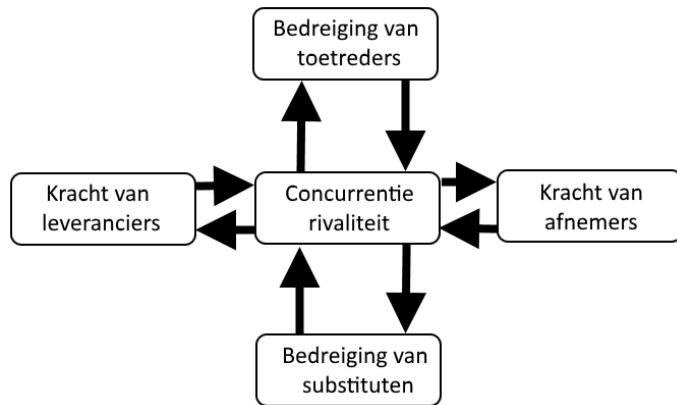 Bedreiging van
toetreders
Kracht van
leveranciers
Concurrentie
rivaliteit
Kracht van
afnemers
Bedreiging van
substituten